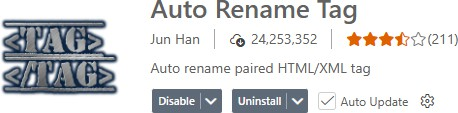 <TAG>
</TAG>
Auto Rename Tag
Jun Han | 24,253,352 | (211)
Auto rename paired HTML/XML tag
Disable Uninstall Auto Update